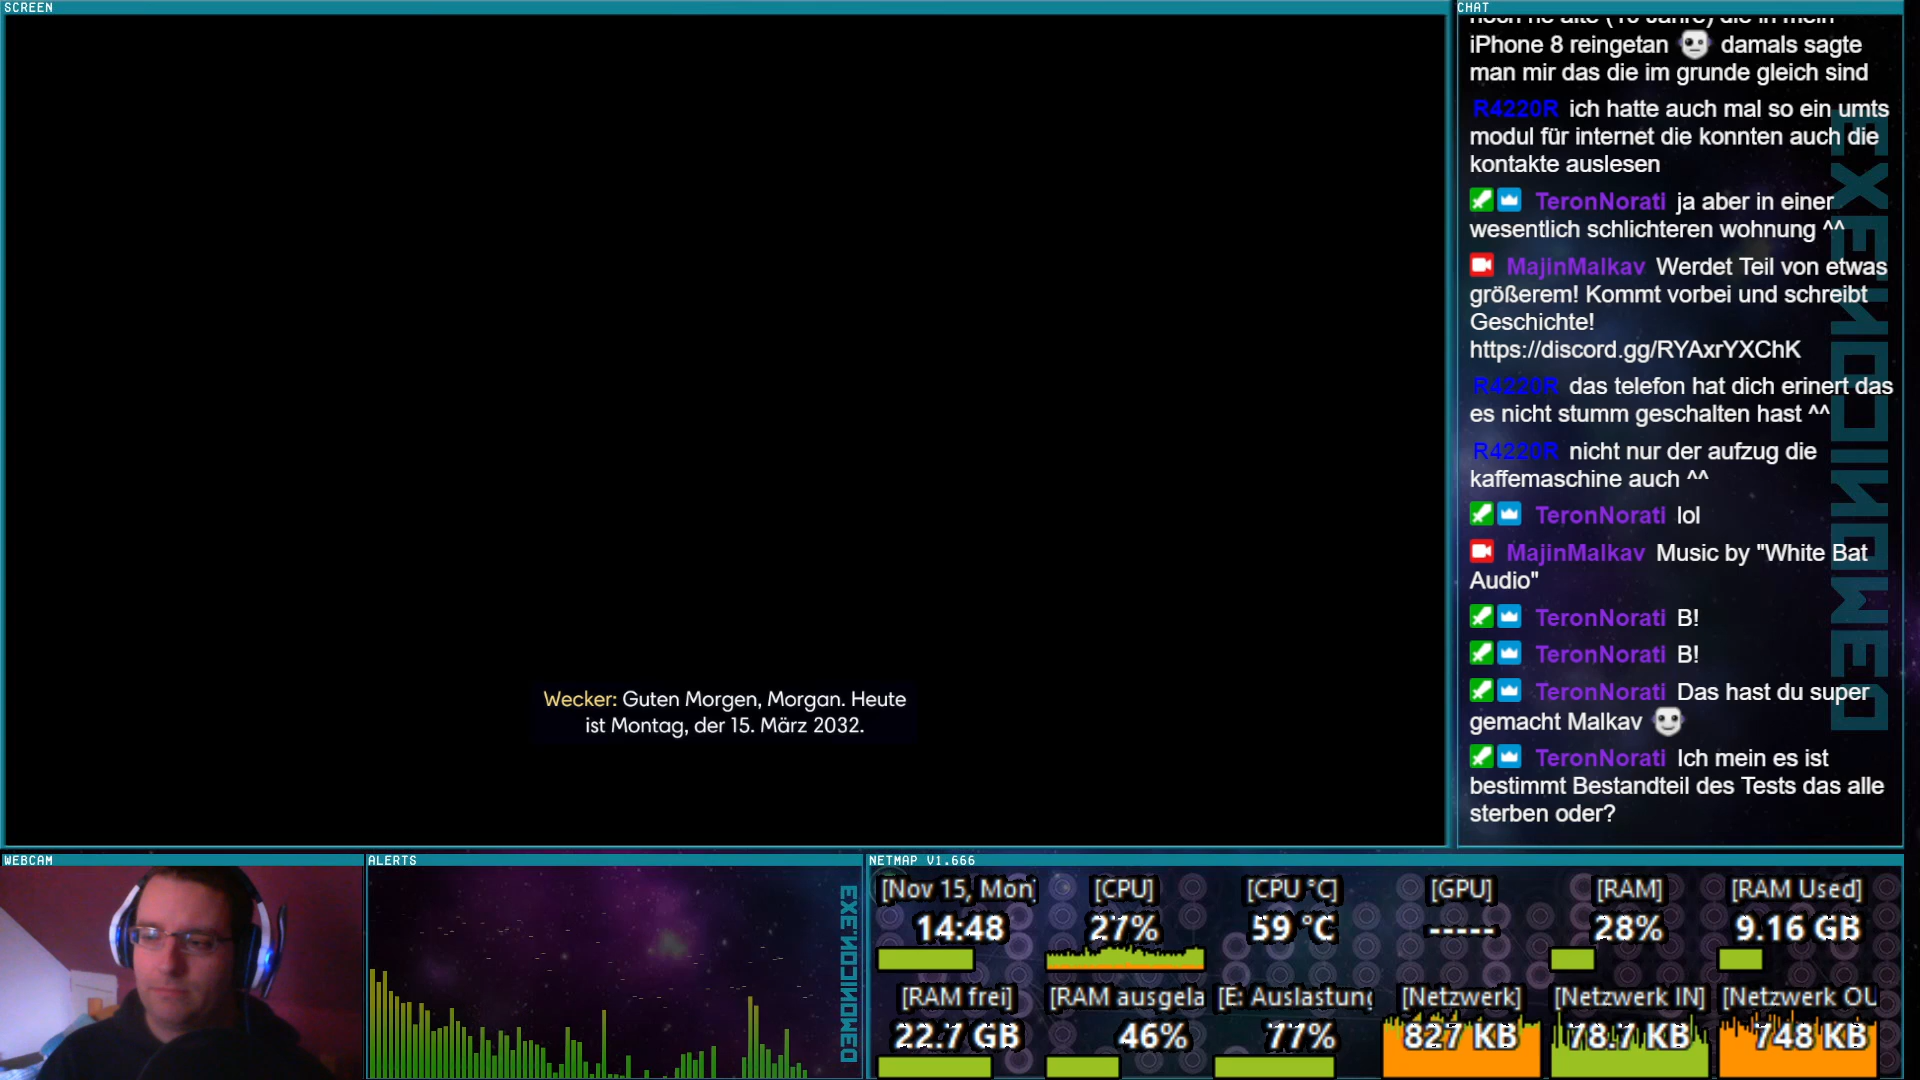 SCREEN
Wecker: Guten Morgen, Morgan. Heute
ist Montag, der 15. März 2032.
CHAT
iPhone 8 reingetan damals sagte
man mir das die im grunde gleich sind
R4220R ich hatte auch mal so ein umts
modul für internet die konnten auch die
kontakte auslesen
TeronNorati ja aber in einer
wesentlich schlichteren wohnung ^^
MajinMalkav Werdet Teil von etwas
größerem! Kommt vorbei und schreibt
Geschichte!
https://discord.gg/RYAxrYXChK
R4220R das telefon hat dich erinert das
es nicht stumm geschalten hast ^^
R4220R nicht nur der aufzug die
kaffemaschine auch ^^
TeronNorati lol
MajinMalkav Music by "White Bat
Audio"
TeronNorati B!
TeronNorati B!
TeronNorati Das hast du super
gemacht Malkav
TeronNorati Ich mein es ist
bestimmt Bestandteil des Tests das alle
sterben oder?
WEBCAM
ALERTS
NETMAP V1.666
[Nov 15, Mon] [CPU] [CPU °C] [GPU] [RAM] [RAM Used]
14:48 27% 59 °C ----- 28% 9.16 GB
[RAM frei] [RAM ausgela [E: Auslastung [Netzwerk] [Netzwerk IN] [Netzwerk OU
22.7 GB 46% 77% 827 KB 78.7 KB 748 KB